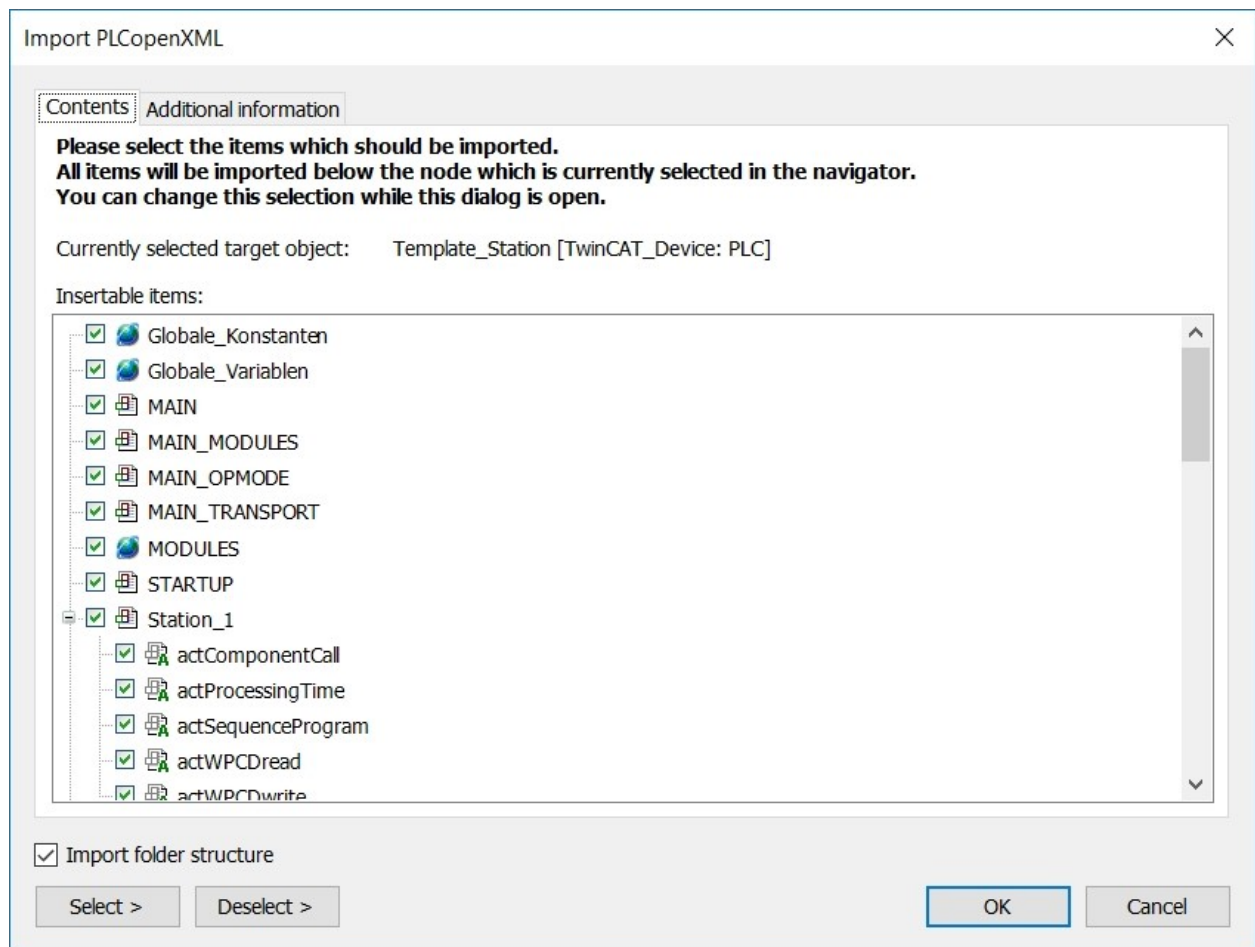 Import PLCopenXML
Contents
Additional information
Please select the items which should be imported.
All items will be imported below the node which is currently selected in the navigator.
You can change this selection while this dialog is open.
Currently selected target object: Template_Station [TwinCAT_Device: PLC]
Insertable items:
Globale_Konstanten
Globale_Variablen
MAIN
MAIN_MODULES
MAIN_OPMODE
MAIN_TRANSPORT
MODULES
STARTUP
Station_1
actComponentCall
actProcessingTime
actSequenceProgram
actWPCDread
actWPCDwrite
Import folder structure
Select >
Deselect >
OK
Cancel